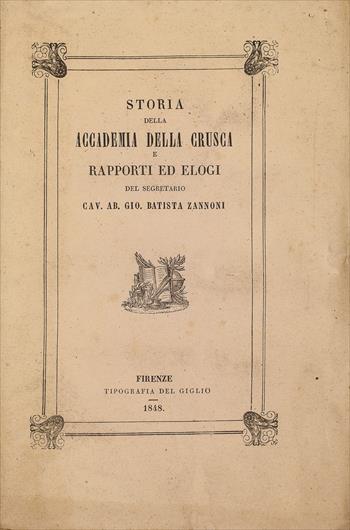 STORIA
DELLA
ACCADEMIA DELLA CRUSCA
E
RAPPORTI ED ELOGI
DEL SEGRETARIO
CAV. AB. GIO. BATISTA ZANNONI
FIRENZE
TIPOGRAFIA DEL GIGLIO
1848.